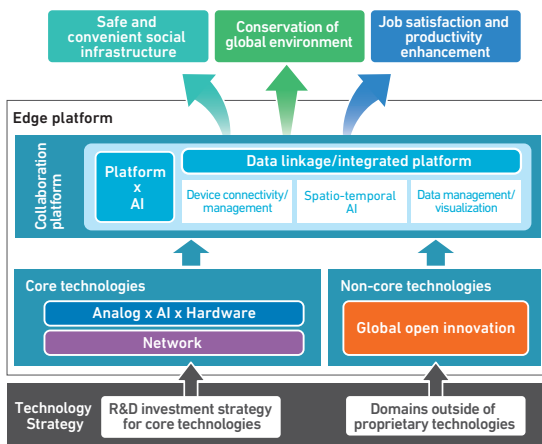 Safe and
convenient social
infrastructure
Conservation of
global environment
Job satisfaction and
productivity
enhancement
Edge platform
Collaboration
platform
Platform
x
AI
Data linkage/integrated platform
Device connectivity/
management
Spatio-temporal
AI
Data management/
visualization
Core technologies
Analog x AI x Hardware
Network
Non-core technologies
Global open innovation
Technology
Strategy
R&D investment strategy
for core technologies
Domains outside of
proprietary technologies